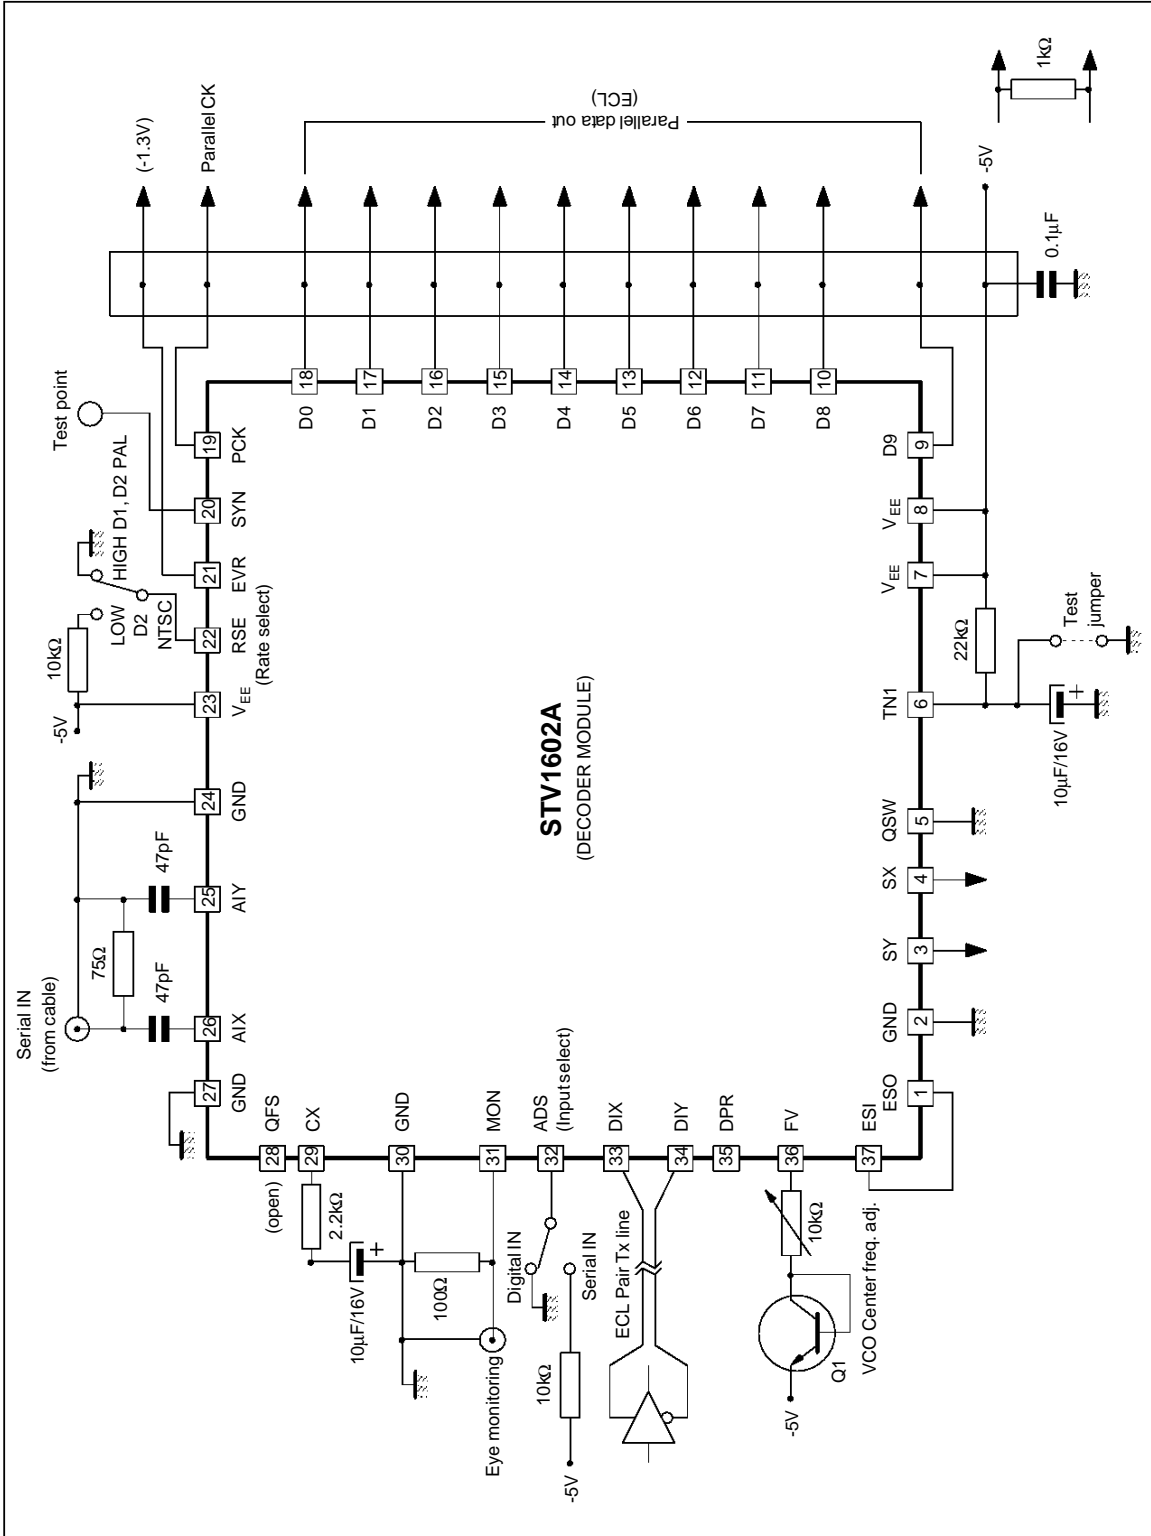 Serial IN
(from cable)
75Ω
47pF
47pF
-5V
10kΩ
LOW
D2
NTSC
HIGH D1, D2 PAL
Test point
(-1.3V)
Parallel CK
27
26
25
24
23
22
21
20
19
GND
AIX
AIY
GND
VEE
RSE
(Rate select)
EVR
SYN
PCK
(open)
28
QFS
29
CX
2.2kΩ
10µF/16V
+
30
GND
100Ω
31
MON
Eye monitoring
32
ADS
(Input select)
Digital IN
Serial IN
10kΩ
-5V
33
DIX
34
DIY
ECL Pair Tx line
35
DPR
36
FV
10kΩ
Q1
-5V
VCO Center freq. adj.
37
ESI
STV1602A
(DECODER MODULE)
D0
18
D1
17
D2
16
D3
15
D4
14
D5
13
D6
12
D7
11
D8
10
Parallel data out
(ECL)
ESO
GND
SY
SX
QSW
TN1
VEE
VEE
D9
1
2
3
4
5
6
7
8
9
22kΩ
10µF/16V
+
Test
jumper
-5V
0.1µF
1kΩ